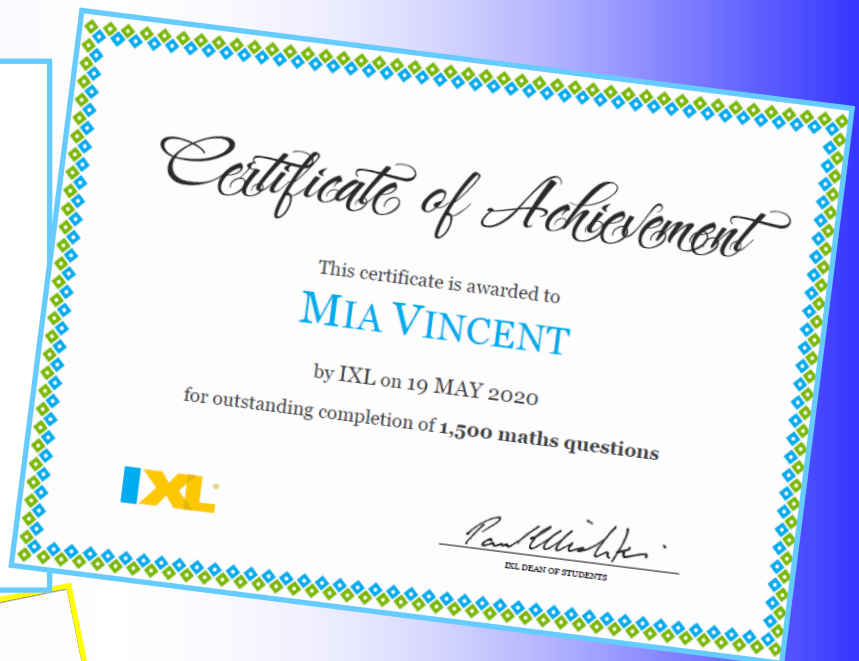 Certificate of Achievement
This certificate is awarded to
MIA VINCENT
by IXL on 19 MAY 2020
for outstanding completion of 1,500 maths questions
IXL
IXL DEAN OF STUDENTS